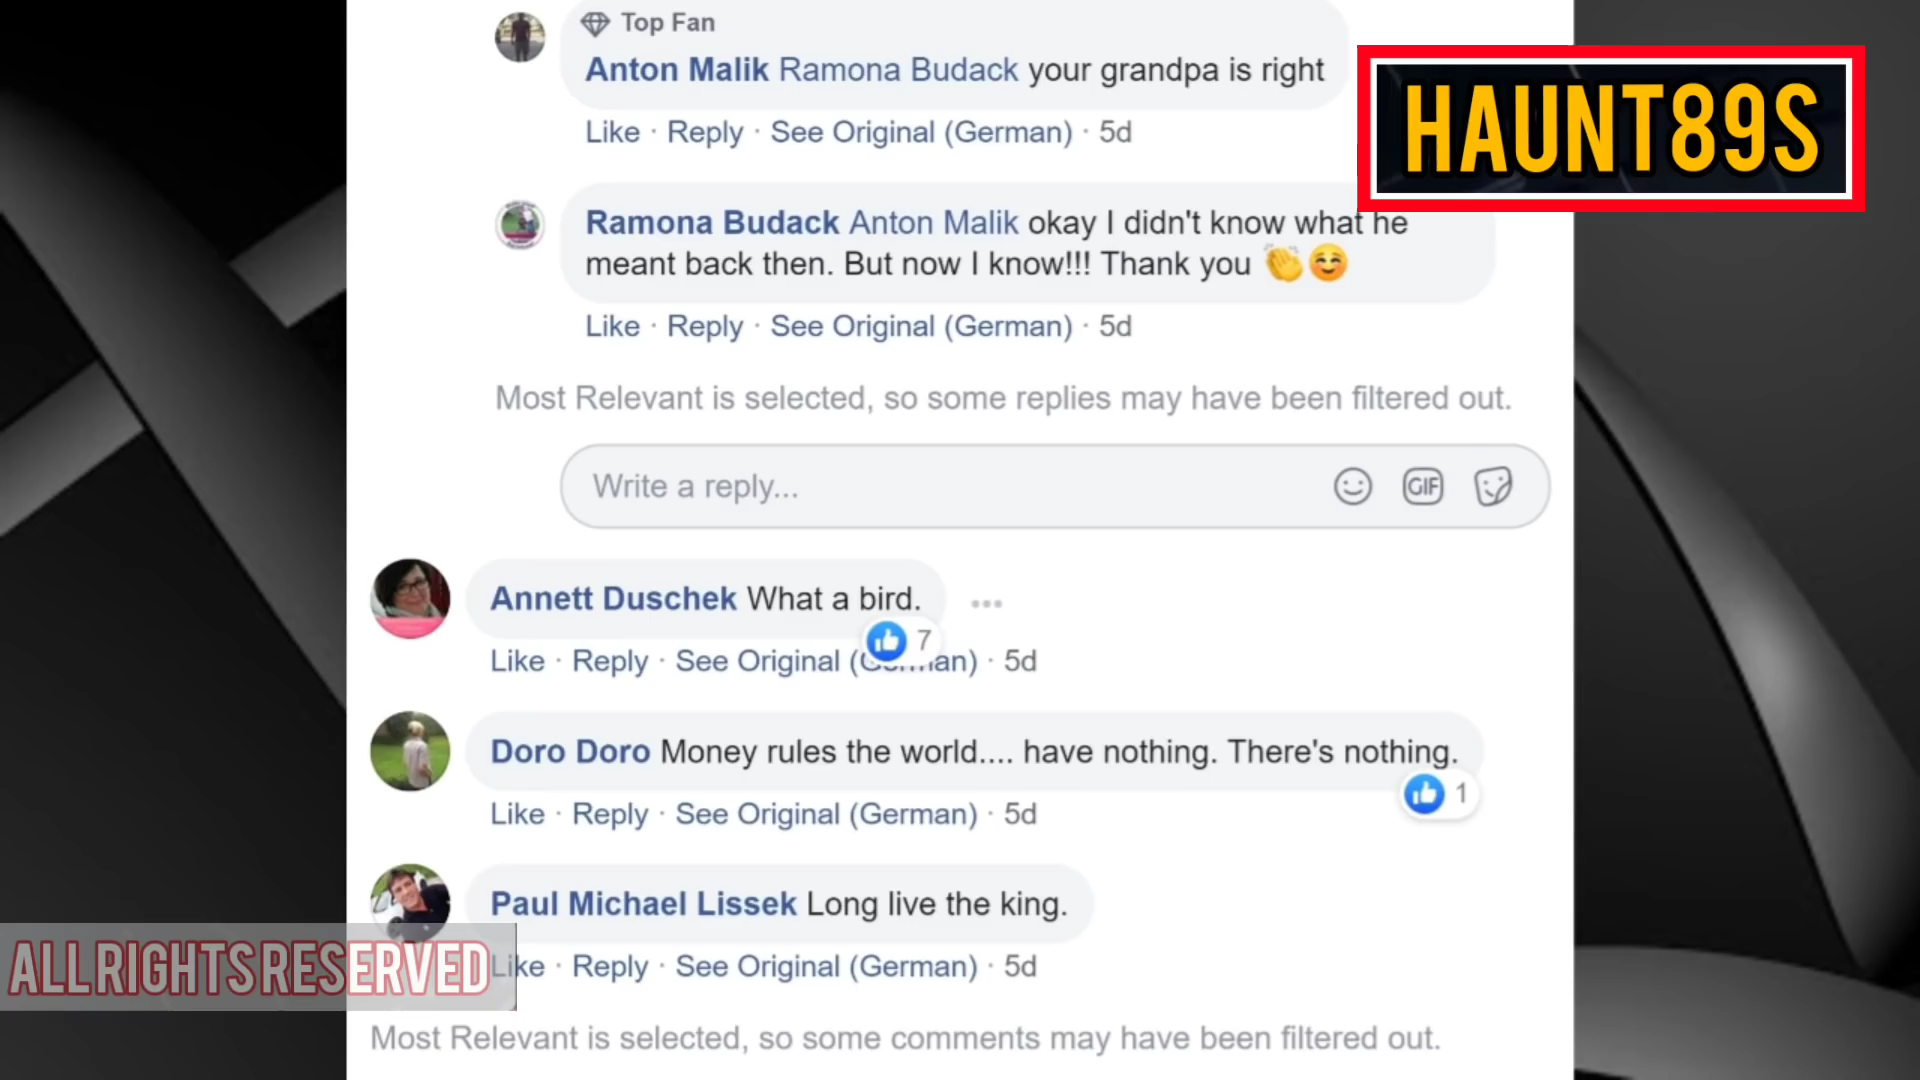 Top Fan
Anton Malik Ramona Budack your grandpa is right
Like · Reply · See Original (German) · 5d
HAUNT89S
Ramona Budack Anton Malik okay I didn't know what he
meant back then. But now I know!!! Thank you 👏☺️
Like · Reply · See Original (German) · 5d
Most Relevant is selected, so some replies may have been filtered out.
Write a reply...
GIF
Annett Duschek What a bird.
7
Like · Reply · See Original (German) · 5d
Doro Doro Money rules the world.... have nothing. There's nothing.
1
Like · Reply · See Original (German) · 5d
Paul Michael Lissek Long live the king.
ALL RIGHTS RESERVED
Like · Reply · See Original (German) · 5d
Most Relevant is selected, so some comments may have been filtered out.